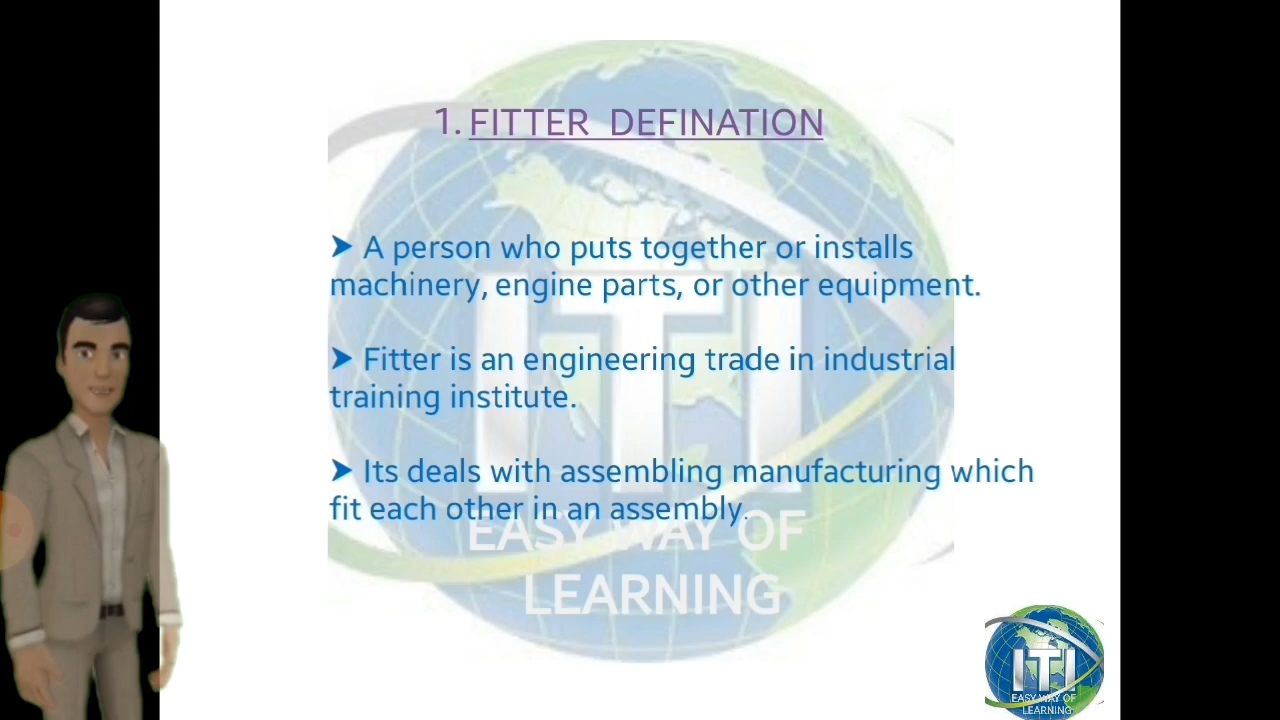 1. FITTER DEFINATION
➤ A person who puts together or installs
machinery, engine parts, or other equipment.
➤ Fitter is an engineering trade in industrial
training institute.
➤ Its deals with assembling manufacturing which
fit each other in an assembly.
ITI
EASY WAY OF
LEARNING
ITI
EASY WAY OF
LEARNING